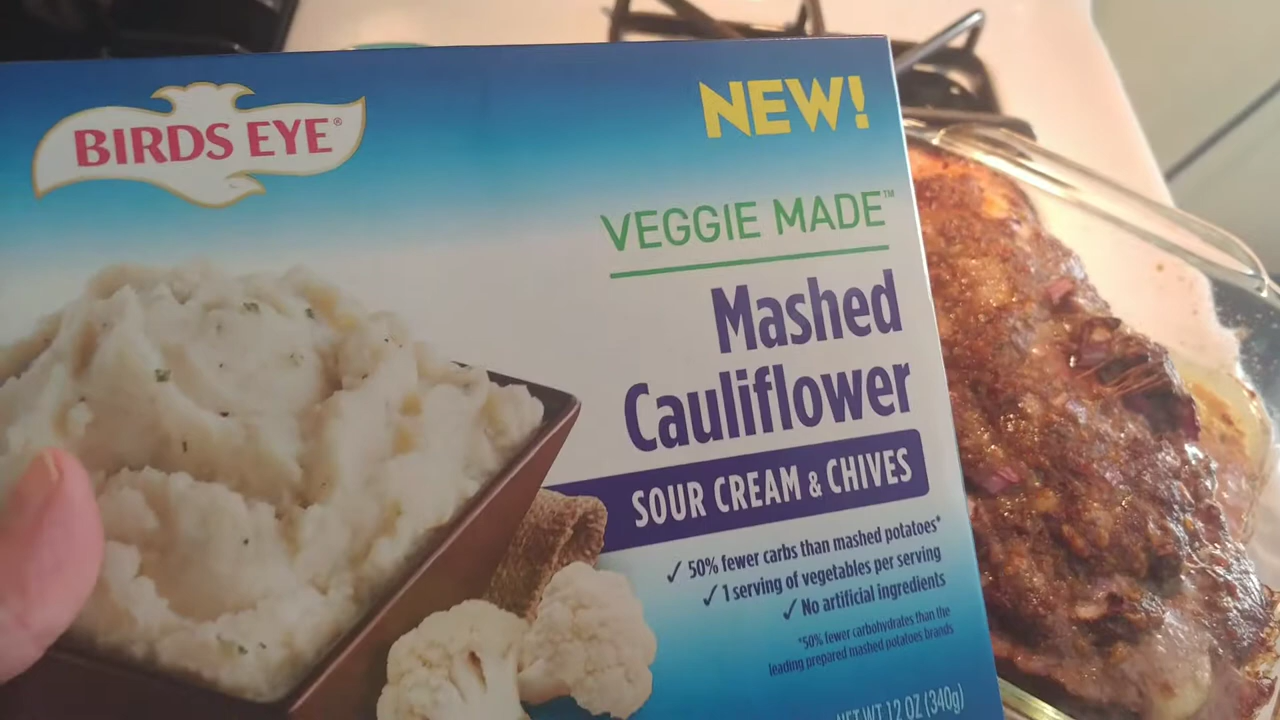 BIRDS EYE®
NEW!
VEGGIE MADE™
Mashed
Cauliflower
SOUR CREAM & CHIVES
✓ 50% fewer carbs than mashed potatoes*
✓ 1 serving of vegetables per serving
✓ No artificial ingredients
*50% fewer carbohydrates than the
leading prepared mashed potatoes brands
NET WT 12 OZ (340g)